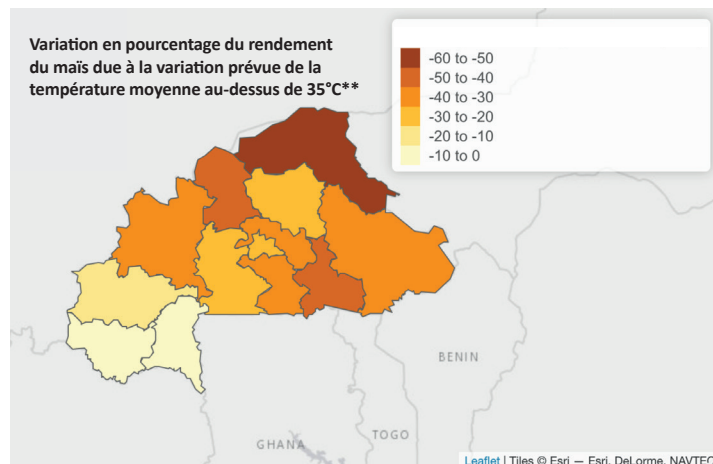 Variation en pourcentage du rendement
du maïs due à la variation prévue de la
température moyenne au-dessus de 35°C**
-60 to -50
-50 to -40
-40 to -30
-30 to -20
-20 to -10
-10 to 0
BENIN
TOGO
GHANA
Leaflet | Tiles © Esri — Esri, DeLorme, NAVTEQ